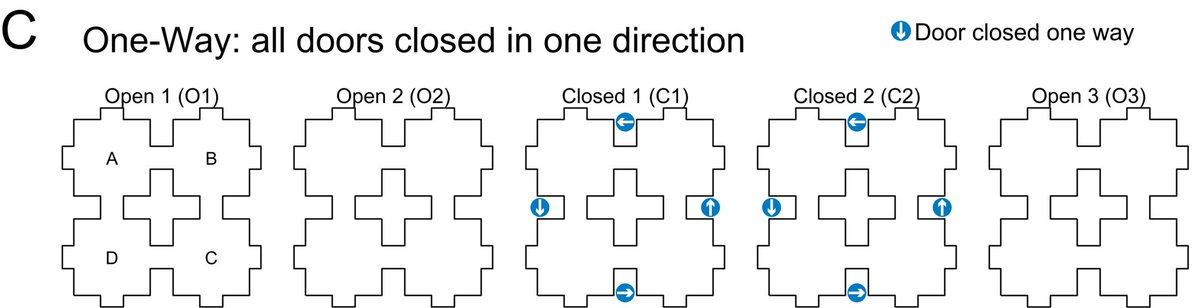 C
One-Way: all doors closed in one direction
Door closed one way
Open 1 (O1)
Open 2 (O2)
Closed 1 (C1)
Closed 2 (C2)
Open 3 (O3)
A
B
D
C